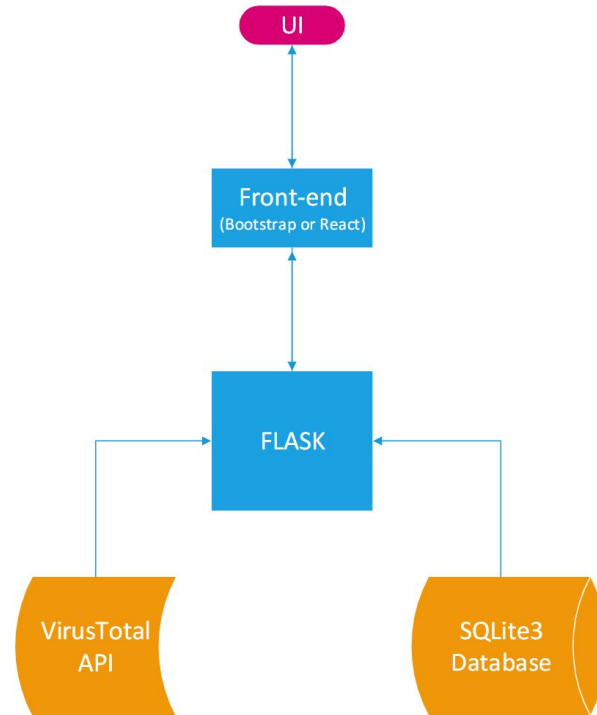 UI
Front-end
(Bootstrap or React)
FLASK
VirusTotal
API
SQLite3
Database